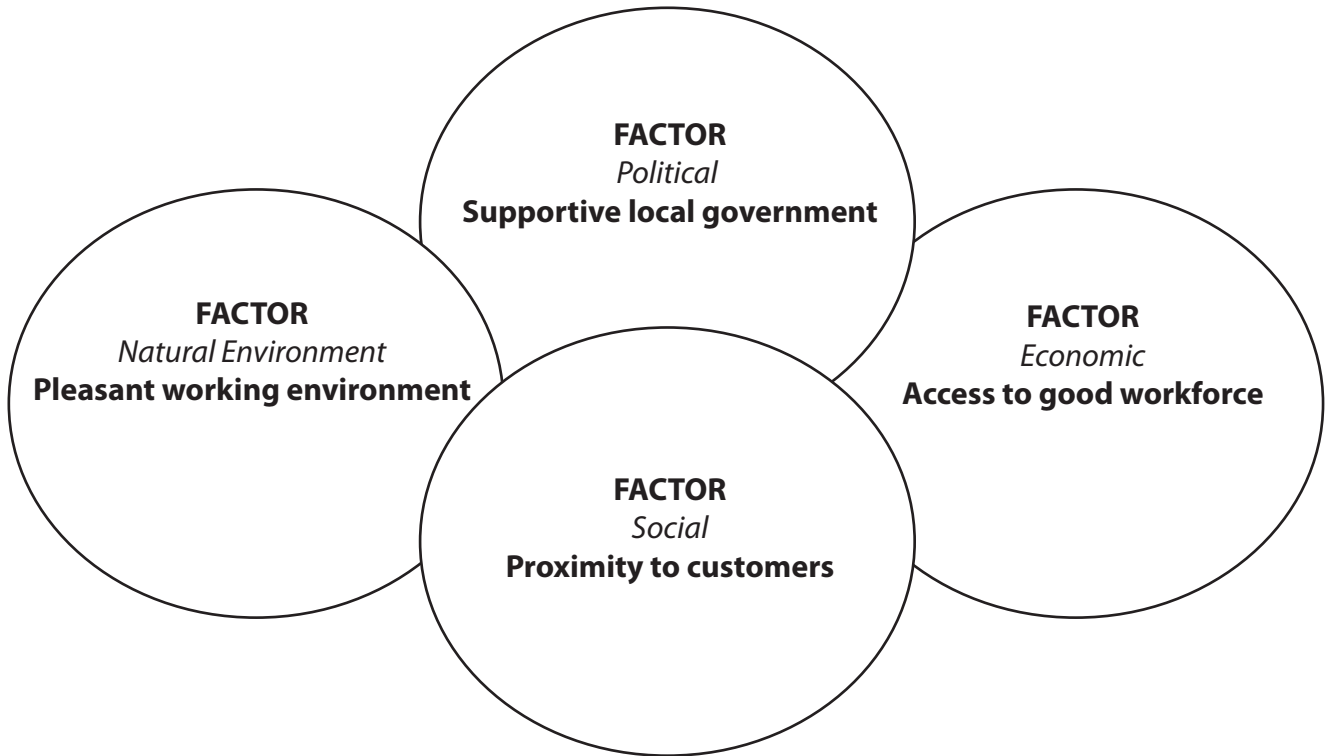 FACTOR
Political
Supportive local government
FACTOR
Natural Environment
Pleasant working environment
FACTOR
Economic
Access to good workforce
FACTOR
Social
Proximity to customers